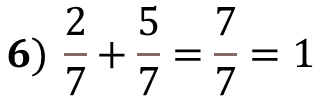 6) 2/7 + 5/7 = 7/7 = 1